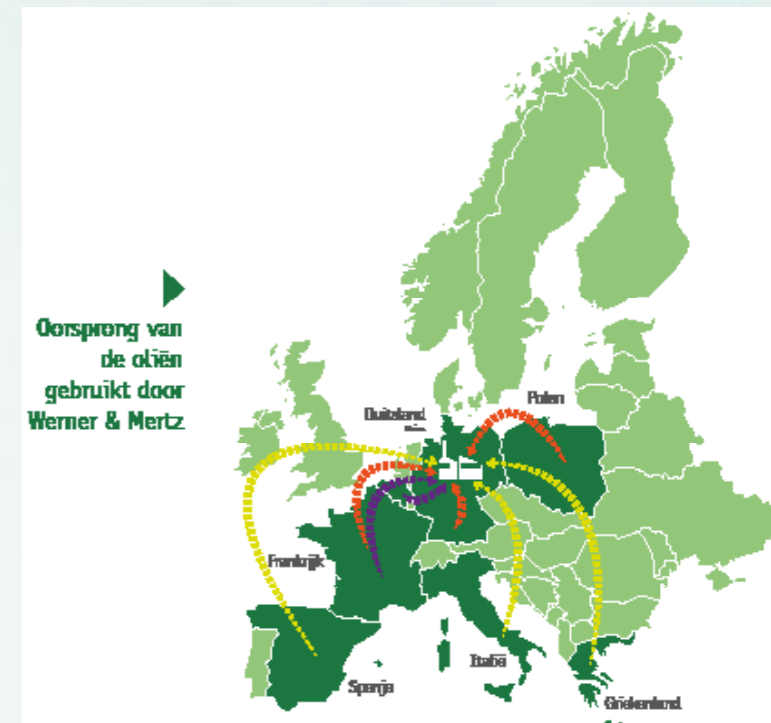 Oorsprong van
de oliën
gebruikt door
Werner & Mertz
Duitsland
Polen
Frankrijk
Italië
Spanje
Griekenland